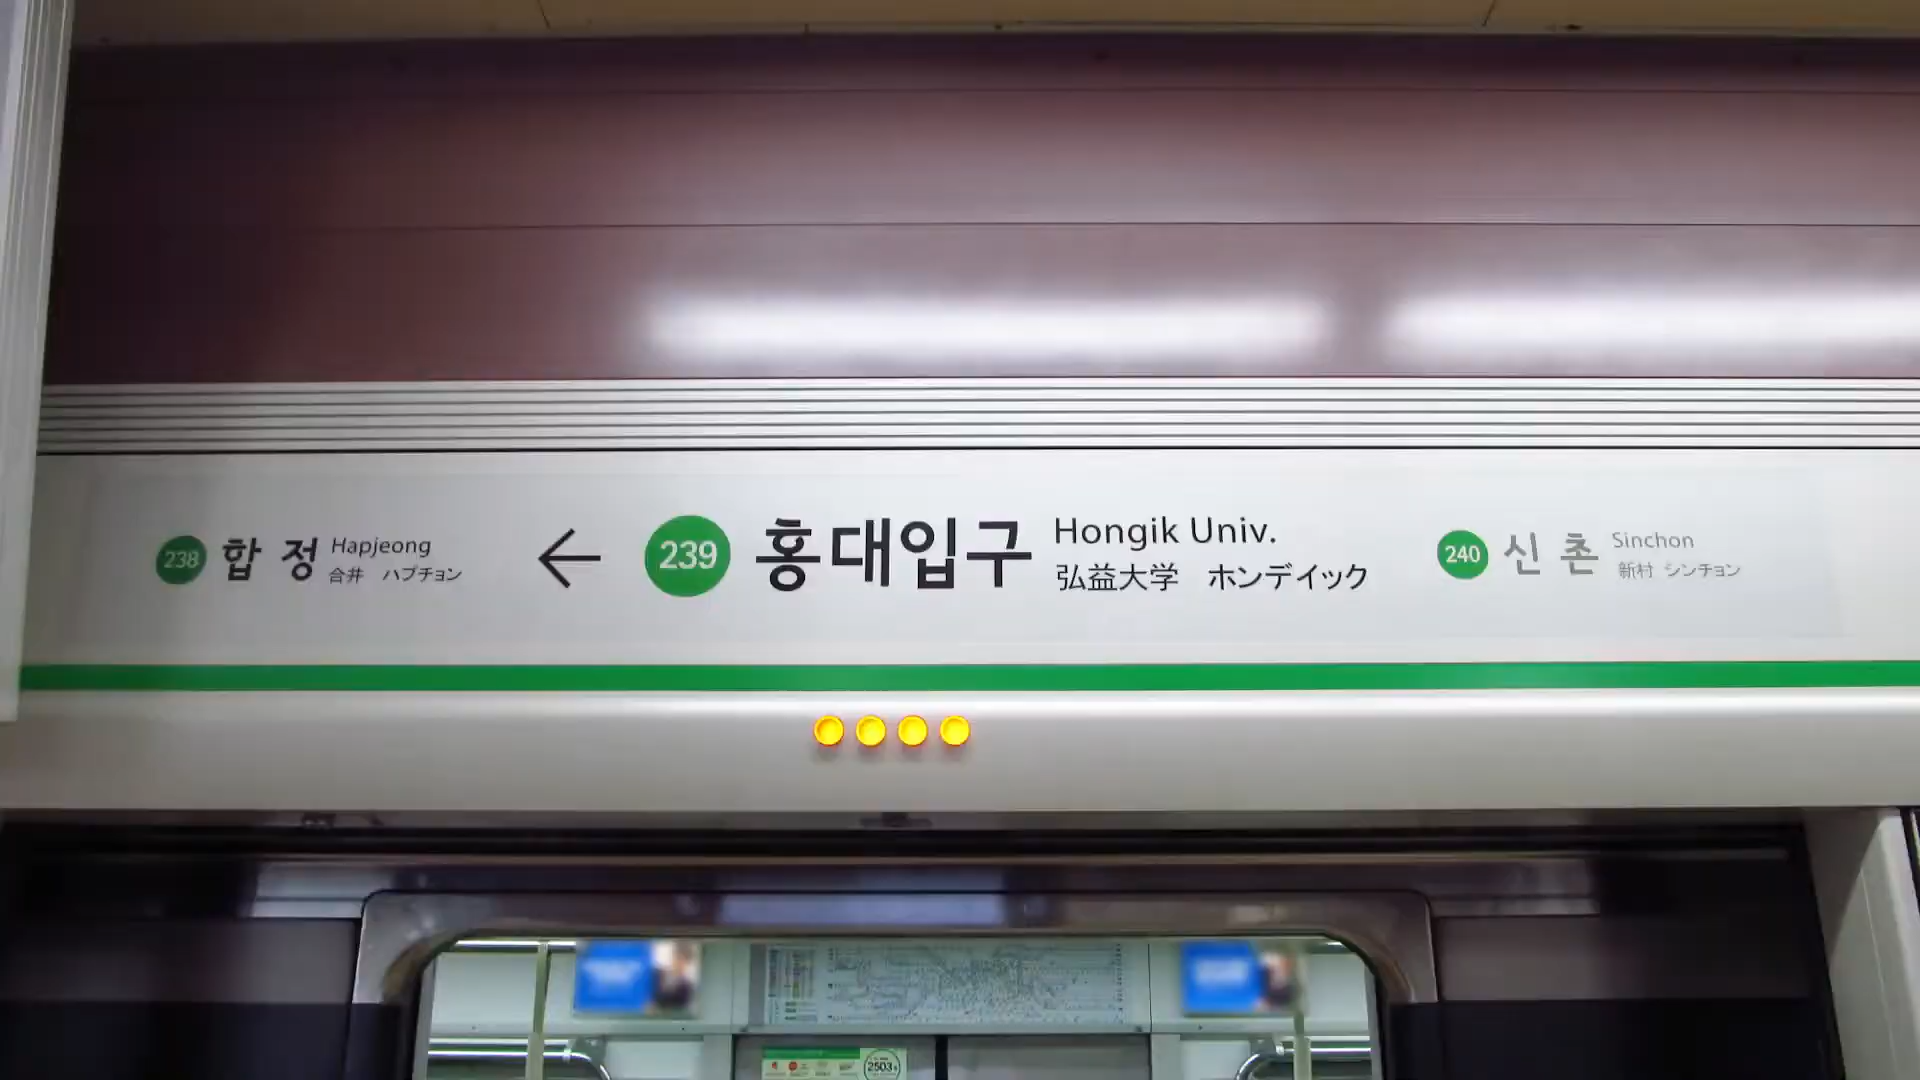 238 합 정 Hapjeong
合井 ハプチョン
← 239 홍대입구 Hongik Univ.
弘益大学 ホンデイック
240 신 촌 Sinchon
新村 シンチョン
2503